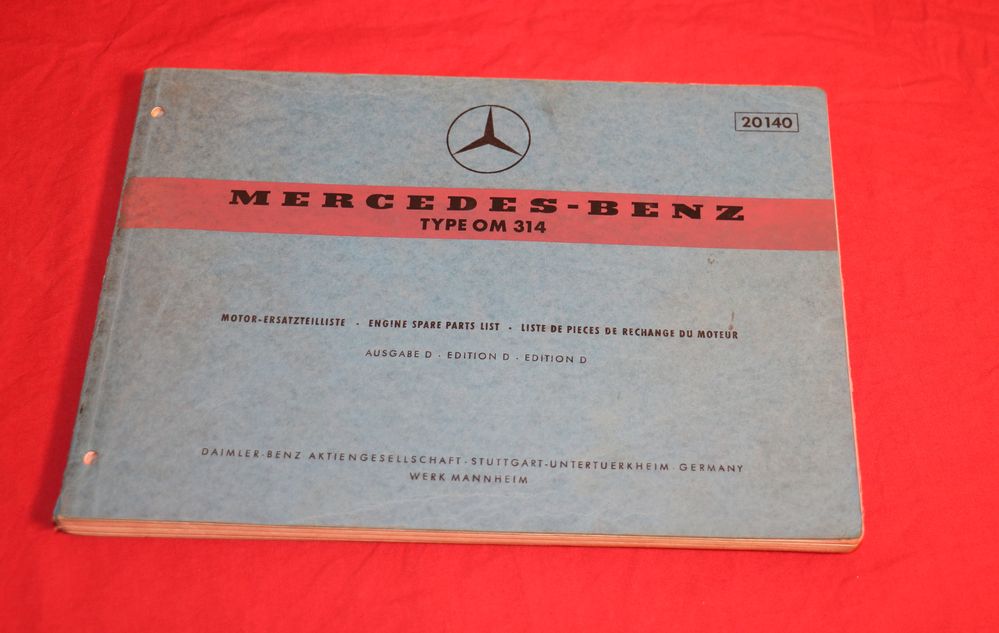 20140
MERCEDES-BENZ
TYPE OM 314
MOTOR-ERSATZTEILLISTE · ENGINE SPARE PARTS LIST · LISTE DE PIECES DE RECHANGE DU MOTEUR
AUSGABE D · EDITION D · EDITION D
DAIMLER-BENZ AKTIENGESELLSCHAFT · STUTTGART-UNTERTUERKHEIM · GERMANY
WERK MANNHEIM